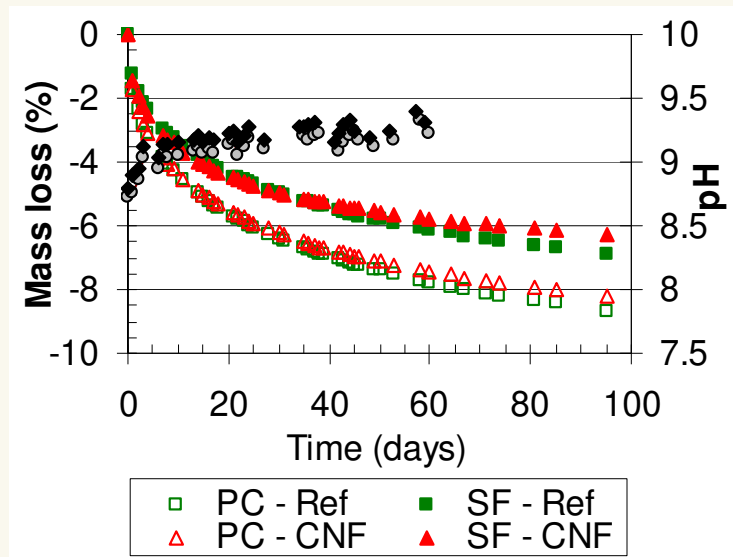 Mass loss (%)
0
-2
-4
-6
-8
-10
10
9.5
9
8.5
8
7.5
pH
0 20 40 60 80 100
Time (days)
PC - Ref SF - Ref
PC - CNF SF - CNF